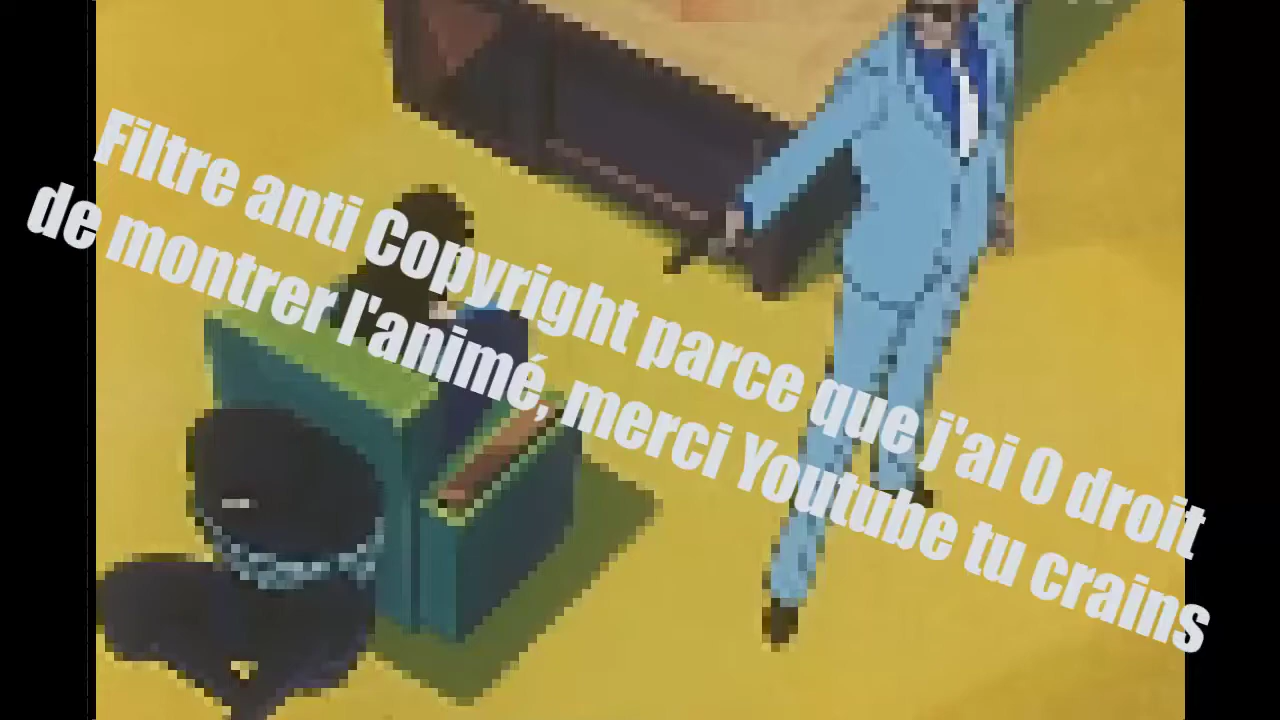 Filtre anti Copyright parce que j'ai 0 droit
de montrer l'animé, merci Youtube tu crains